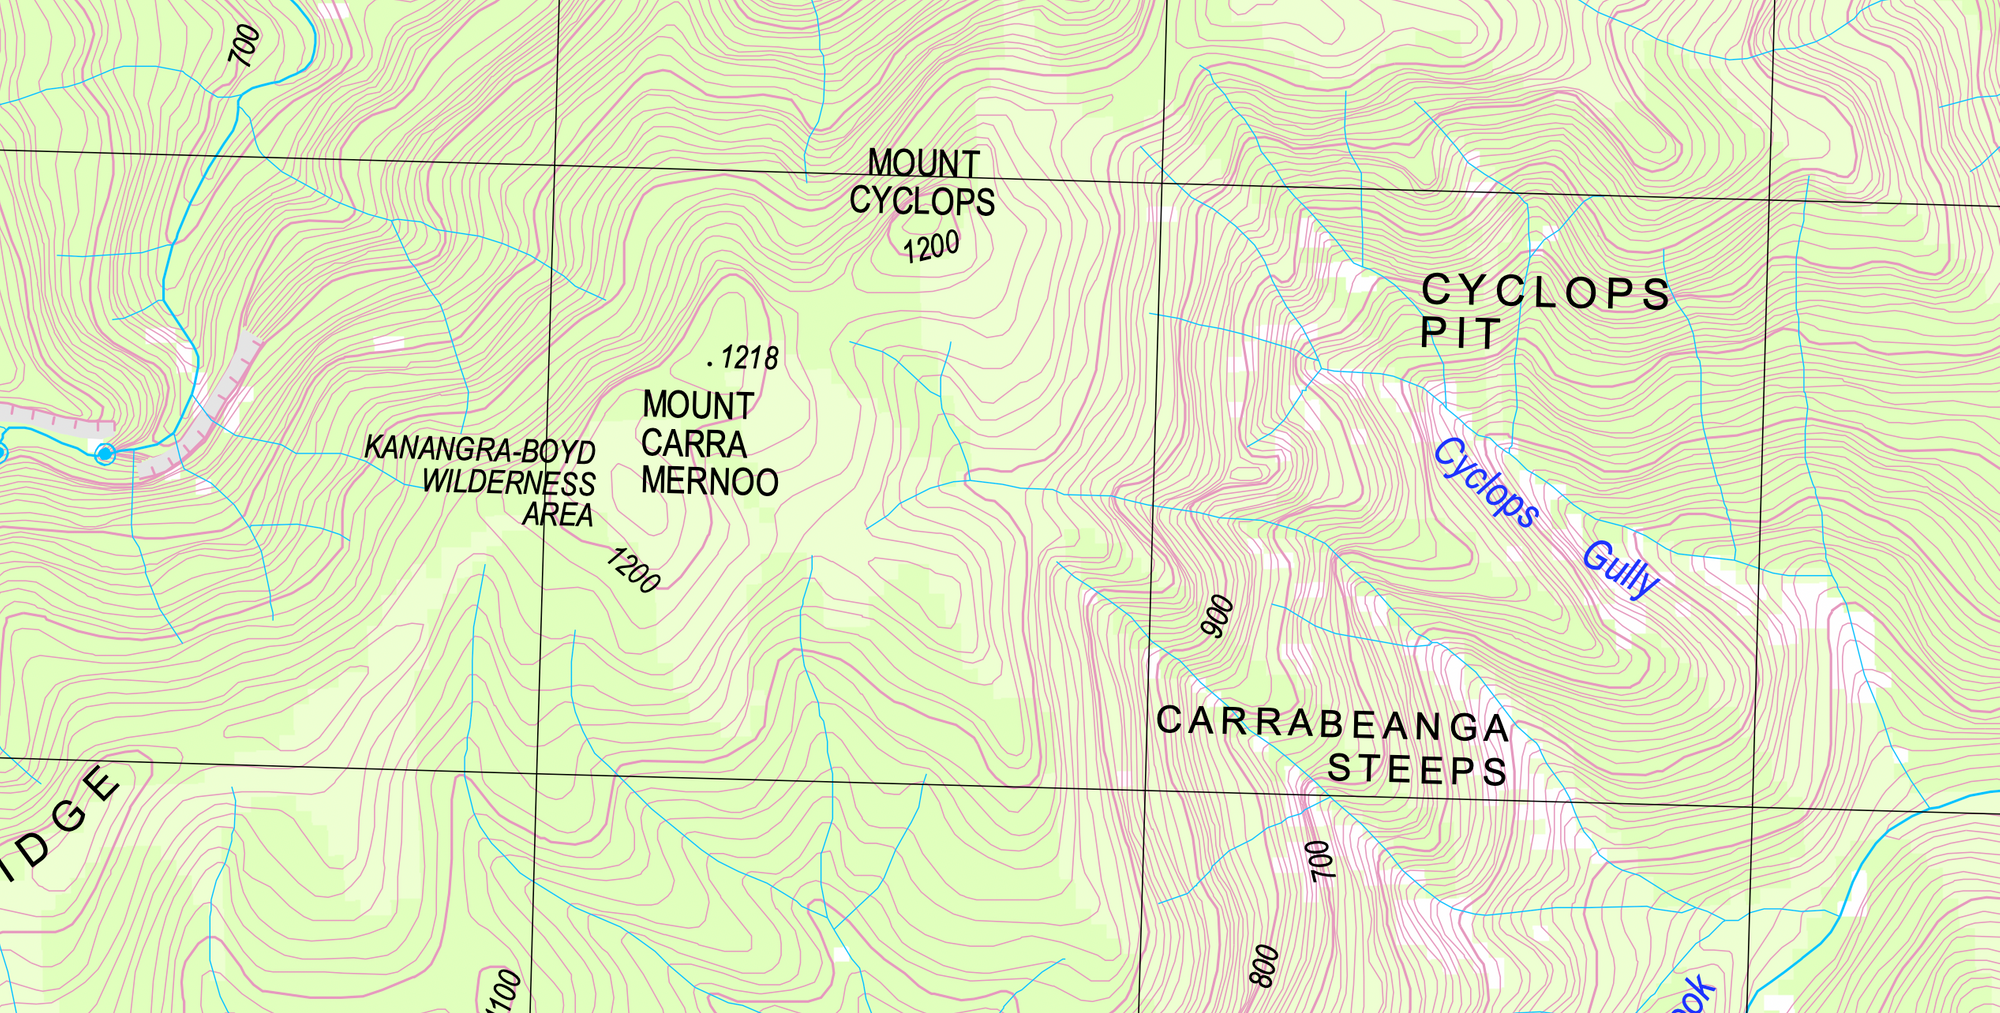 700
MOUNT
CYCLOPS
1200
CYCLOPS
PIT
. 1218
MOUNT
CARRA
MERNOO
KANANGRA-BOYD
WILDERNESS
AREA
Cyclops
Gully
1200
900
CARRABEANGA
STEEPS
IDGE
700
800
1100
ook